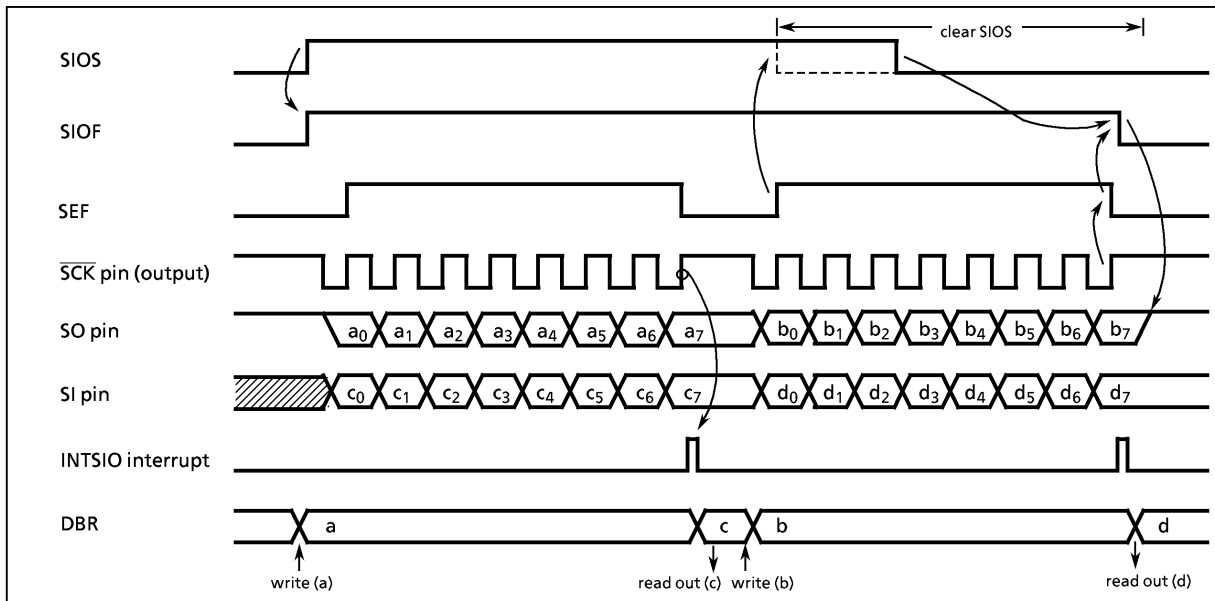 clear SIOS
SIOS
SIOF
SEF
S̅C̅K̅ pin (output)
SO pin a₀ a₁ a₂ a₃ a₄ a₅ a₆ a₇ b₀ b₁ b₂ b₃ b₄ b₅ b₆ b₇
SI pin c₀ c₁ c₂ c₃ c₄ c₅ c₆ c₇ d₀ d₁ d₂ d₃ d₄ d₅ d₆ d₇
INTSIO interrupt
DBR a c b d
write (a) read out (c) write (b) read out (d)